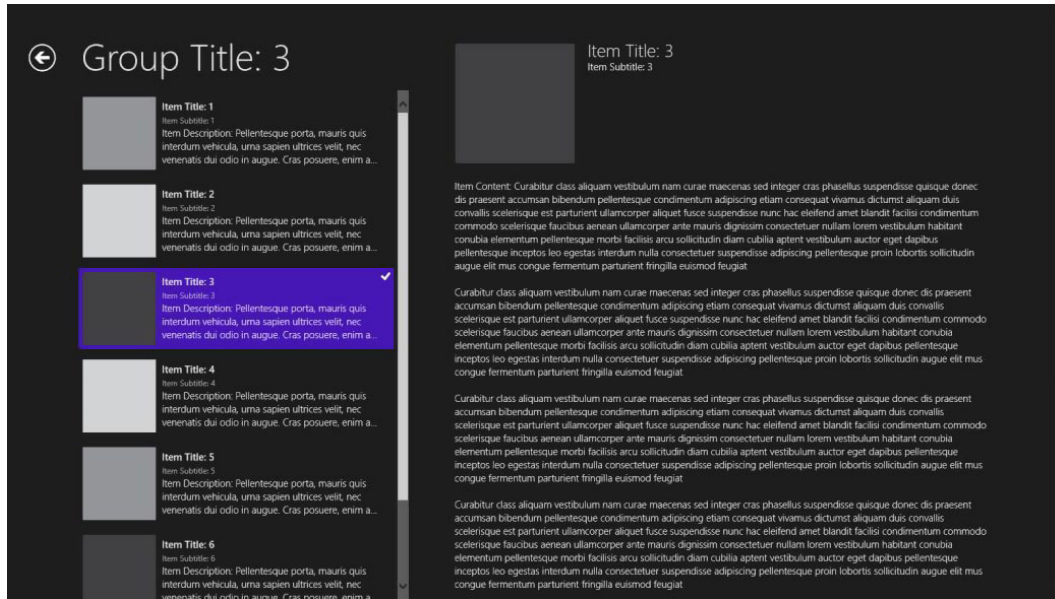 Group Title: 3
Item Title: 1
Item Subtitle: 1
Item Description: Pellentesque porta, mauris quis
interdum vehicula, urna sapien ultrices velit, nec
venenatis dui odio in augue. Cras posuere, enim a...
Item Title: 2
Item Subtitle: 2
Item Description: Pellentesque porta, mauris quis
interdum vehicula, urna sapien ultrices velit, nec
venenatis dui odio in augue. Cras posuere, enim a...
Item Title: 3
Item Subtitle: 3
Item Description: Pellentesque porta, mauris quis
interdum vehicula, urna sapien ultrices velit, nec
venenatis dui odio in augue. Cras posuere, enim a...
Item Title: 4
Item Subtitle: 4
Item Description: Pellentesque porta, mauris quis
interdum vehicula, urna sapien ultrices velit, nec
venenatis dui odio in augue. Cras posuere, enim a...
Item Title: 5
Item Subtitle: 5
Item Description: Pellentesque porta, mauris quis
interdum vehicula, urna sapien ultrices velit, nec
venenatis dui odio in augue. Cras posuere, enim a...
Item Title: 6
Item Subtitle: 6
Item Description: Pellentesque porta, mauris quis
interdum vehicula, urna sapien ultrices velit, nec
venenatis dui odio in augue. Cras posuere, enim a...
Item Title: 3
Item Subtitle: 3
Item Content: Curabitur class aliquam vestibulum nam curae maecenas sed integer cras phasellus suspendisse quisque donec
dis praesent accumsan bibendum pellentesque condimentum adipiscing etiam consequat vivamus dictumst aliquam duis
convallis scelerisque est parturient ullamcorper aliquet fusce suspendisse nunc hac eleifend amet blandit facilisi condimentum
commodo scelerisque faucibus aenean ullamcorper ante mauris dignissim consectetuer nullam lorem vestibulum habitant
conubia elementum pellentesque morbi facilisis arcu sollicitudin diam cubilia aptent vestibulum auctor eget dapibus
pellentesque inceptos leo egestas interdum nulla consectetuer suspendisse adipiscing pellentesque proin lobortis sollicitudin
augue elit mus congue fermentum parturient fringilla euismod feugiat
Curabitur class aliquam vestibulum nam curae maecenas sed integer cras phasellus suspendisse quisque donec dis praesent
accumsan bibendum pellentesque condimentum adipiscing etiam consequat vivamus dictumst aliquam duis convallis
scelerisque est parturient ullamcorper aliquet fusce suspendisse nunc hac eleifend amet blandit facilisi condimentum commodo
scelerisque faucibus aenean ullamcorper ante mauris dignissim consectetuer nullam lorem vestibulum habitant conubia
elementum pellentesque morbi facilisis arcu sollicitudin diam cubilia aptent vestibulum auctor eget dapibus pellentesque
inceptos leo egestas interdum nulla consectetuer suspendisse adipiscing pellentesque proin lobortis sollicitudin augue elit mus
congue fermentum parturient fringilla euismod feugiat
Curabitur class aliquam vestibulum nam curae maecenas sed integer cras phasellus suspendisse quisque donec dis praesent
accumsan bibendum pellentesque condimentum adipiscing etiam consequat vivamus dictumst aliquam duis convallis
scelerisque est parturient ullamcorper aliquet fusce suspendisse nunc hac eleifend amet blandit facilisi condimentum commodo
scelerisque faucibus aenean ullamcorper ante mauris dignissim consectetuer nullam lorem vestibulum habitant conubia
elementum pellentesque morbi facilisis arcu sollicitudin diam cubilia aptent vestibulum auctor eget dapibus pellentesque
inceptos leo egestas interdum nulla consectetuer suspendisse adipiscing pellentesque proin lobortis sollicitudin augue elit mus
congue fermentum parturient fringilla euismod feugiat
Curabitur class aliquam vestibulum nam curae maecenas sed integer cras phasellus suspendisse quisque donec dis praesent
accumsan bibendum pellentesque condimentum adipiscing etiam consequat vivamus dictumst aliquam duis convallis
scelerisque est parturient ullamcorper aliquet fusce suspendisse nunc hac eleifend amet blandit facilisi condimentum commodo
scelerisque faucibus aenean ullamcorper ante mauris dignissim consectetuer nullam lorem vestibulum habitant conubia
elementum pellentesque morbi facilisis arcu sollicitudin diam cubilia aptent vestibulum auctor eget dapibus pellentesque
inceptos leo egestas interdum nulla consectetuer suspendisse adipiscing pellentesque proin lobortis sollicitudin augue elit mus
congue fermentum parturient fringilla euismod feugiat